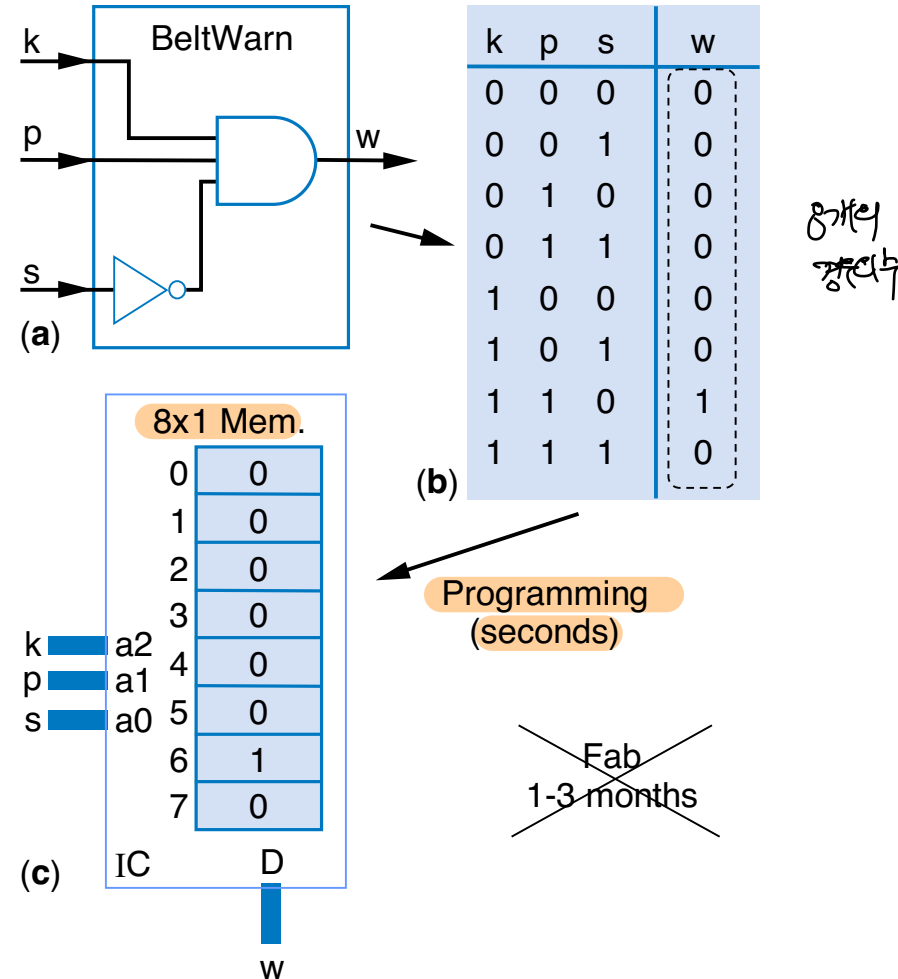 BeltWarn
k
p
s
w
(a)
k p s w
0 0 0 0
0 0 1 0
0 1 0 0
0 1 1 0
1 0 0 0
1 0 1 0
1 1 0 1
1 1 1 0
(b)
8개의
경우의수
8x1 Mem.
0 0
1 0
2 0
3 0
4 0
5 0
6 1
7 0
k a2
p a1
s a0
IC
D
w
(c)
Programming
(seconds)
Fab
1-3 months